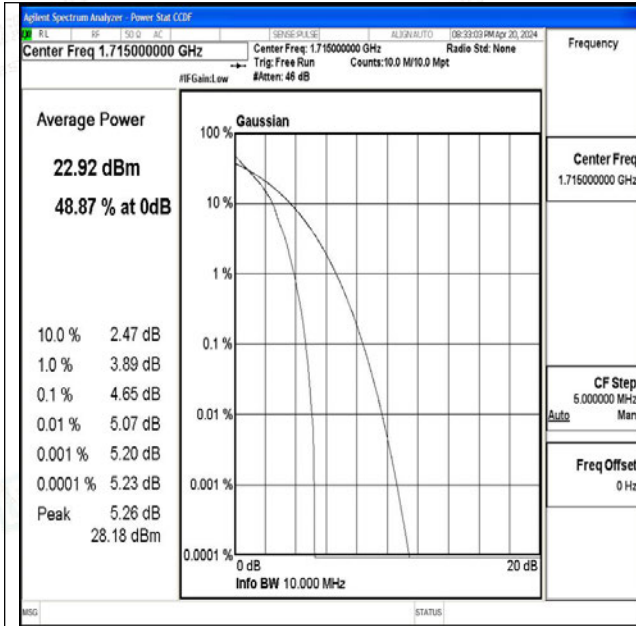 Agilent Spectrum Analyzer - Power Stat CCDF
RL RF 50 Ω AC SENSE:PULSE ALIGN AUTO 08:33:03 PM Apr 20, 2024
Center Freq 1.715000000 GHz
Center Freq: 1.715000000 GHz Radio Std: None
Trig: Free Run Counts:10.0 M/10.0 Mpt
#IFGain:Low #Atten: 46 dB
Frequency
Average Power
22.92 dBm
48.87 % at 0dB
10.0 % 2.47 dB
1.0 % 3.89 dB
0.1 % 4.65 dB
0.01 % 5.07 dB
0.001 % 5.20 dB
0.0001 % 5.23 dB
Peak 5.26 dB
28.18 dBm
Gaussian
100 %
10 %
1 %
0.1 %
0.01 %
0.001 %
0.0001 %
0 dB 20 dB
Info BW 10.000 MHz
Center Freq
1.715000000 GHz
CF Step
5.000000 MHz
Auto Man
Freq Offset
0 Hz
MSG STATUS